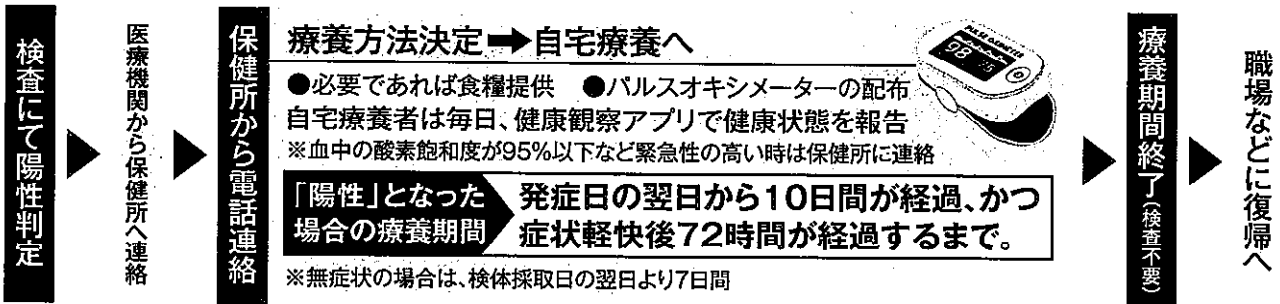 検査にて陽性判定
医療機関から保健所へ連絡
保健所から電話連絡
療養方法決定➡自宅療養へ
●必要であれば食糧提供　●パルスオキシメーターの配布
自宅療養者は毎日、健康観察アプリで健康状態を報告
※血中の酸素飽和度が95%以下など緊急性の高い時は保健所に連絡
「陽性」となった
場合の療養期間
発症日の翌日から10日間が経過、かつ
症状軽快後72時間が経過するまで。
※無症状の場合は、検体採取日の翌日より7日間
療養期間終了(検査不要)
職場などに復帰へ